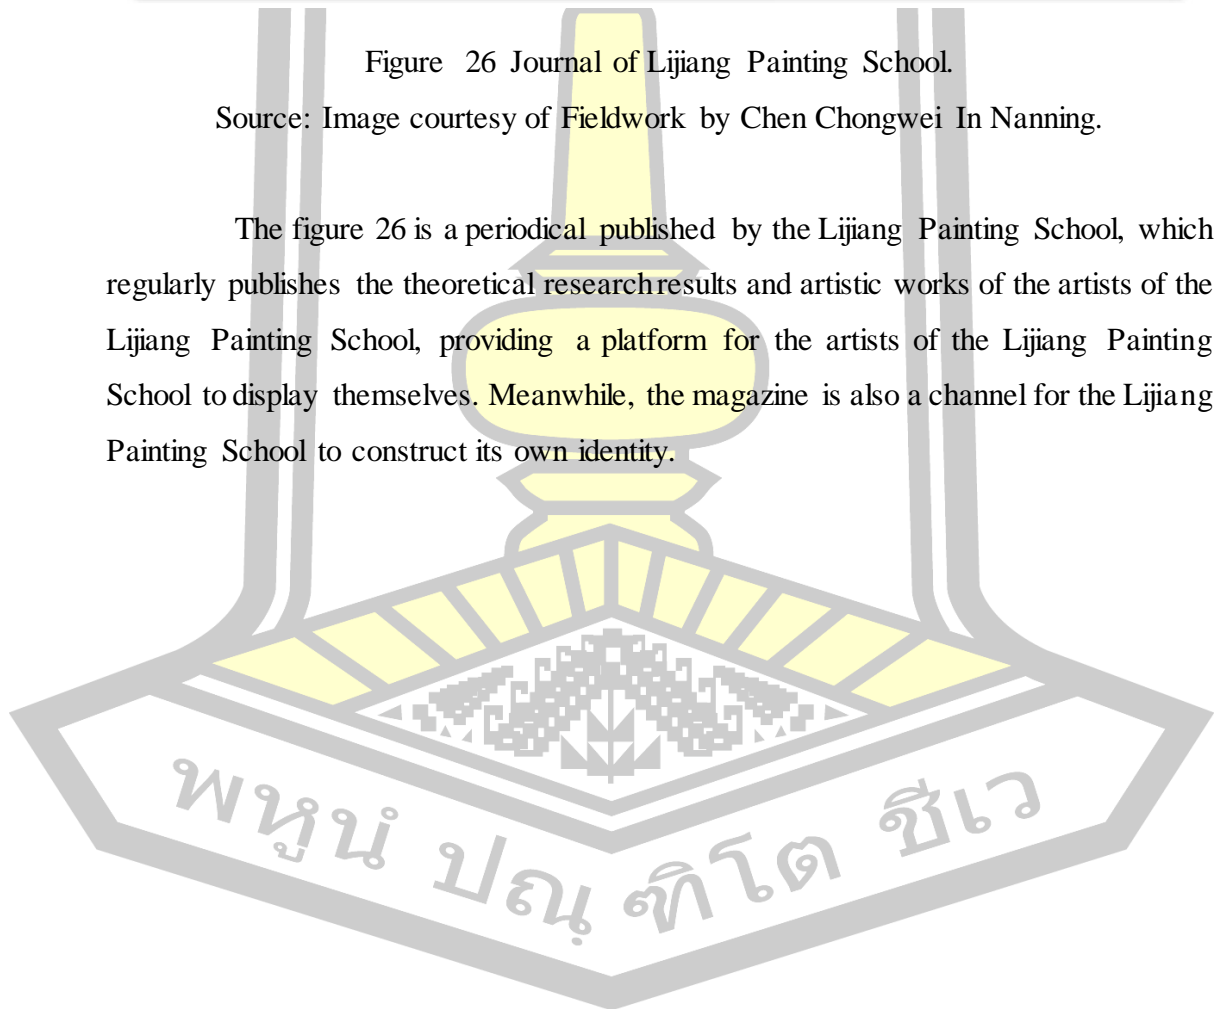 Figure 26 Journal of Lijiang Painting School.
Source: Image courtesy of Fieldwork by Chen Chongwei In Nanning.
The figure 26 is a periodical published by the Lijiang Painting School, which
regularly publishes the theoretical research results and artistic works of the artists of the
Lijiang Painting School, providing a platform for the artists of the Lijiang Painting
School to display themselves. Meanwhile, the magazine is also a channel for the Lijiang
Painting School to construct its own identity.
พหูนํ ปณฺฑิโต ชีเว